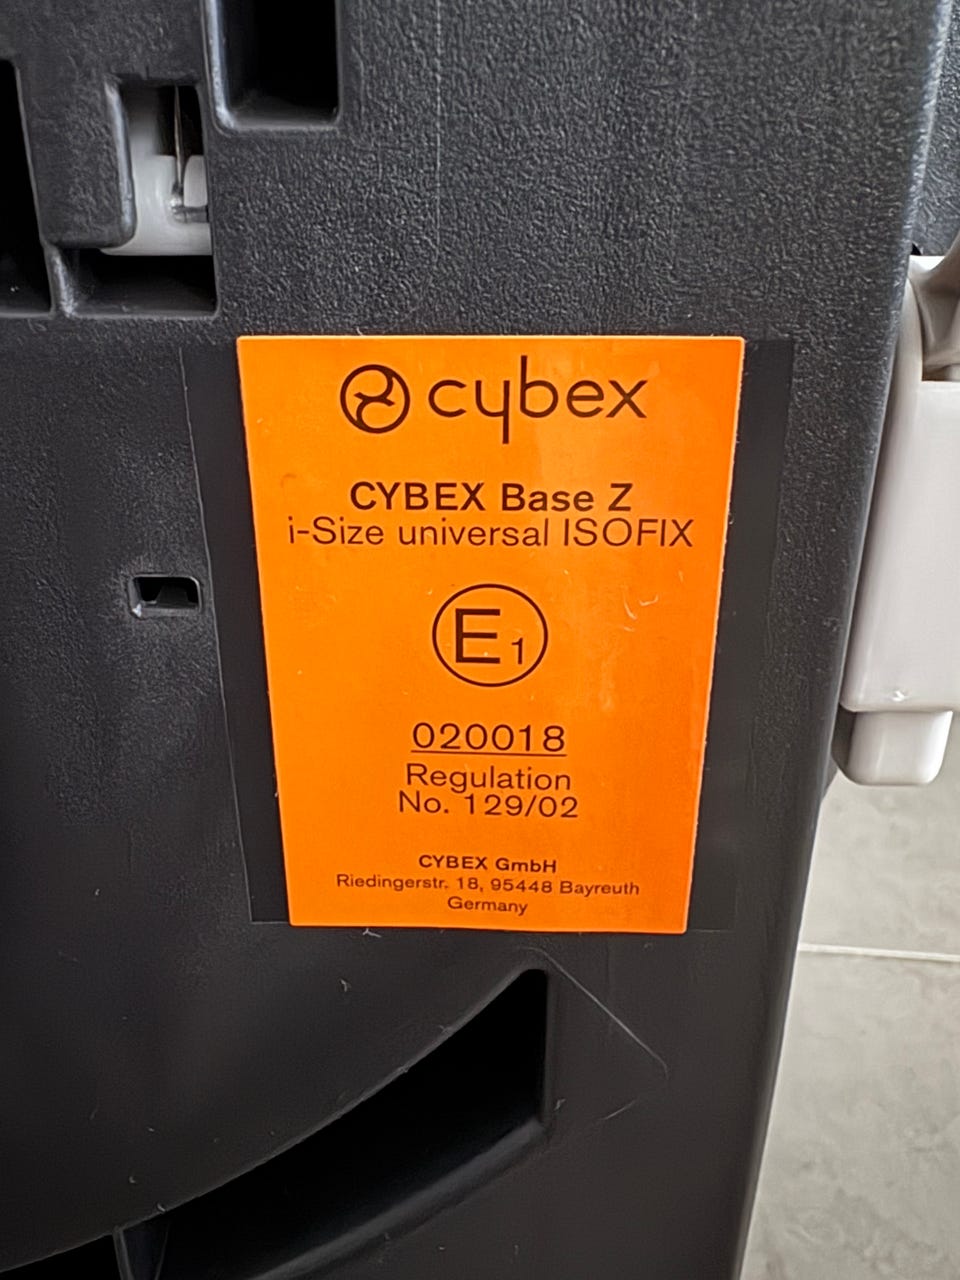 cybex
CYBEX Base Z
i-Size universal ISOFIX
E1
020018
Regulation
No. 129/02
CYBEX GmbH
Riedingerstr. 18, 95448 Bayreuth
Germany